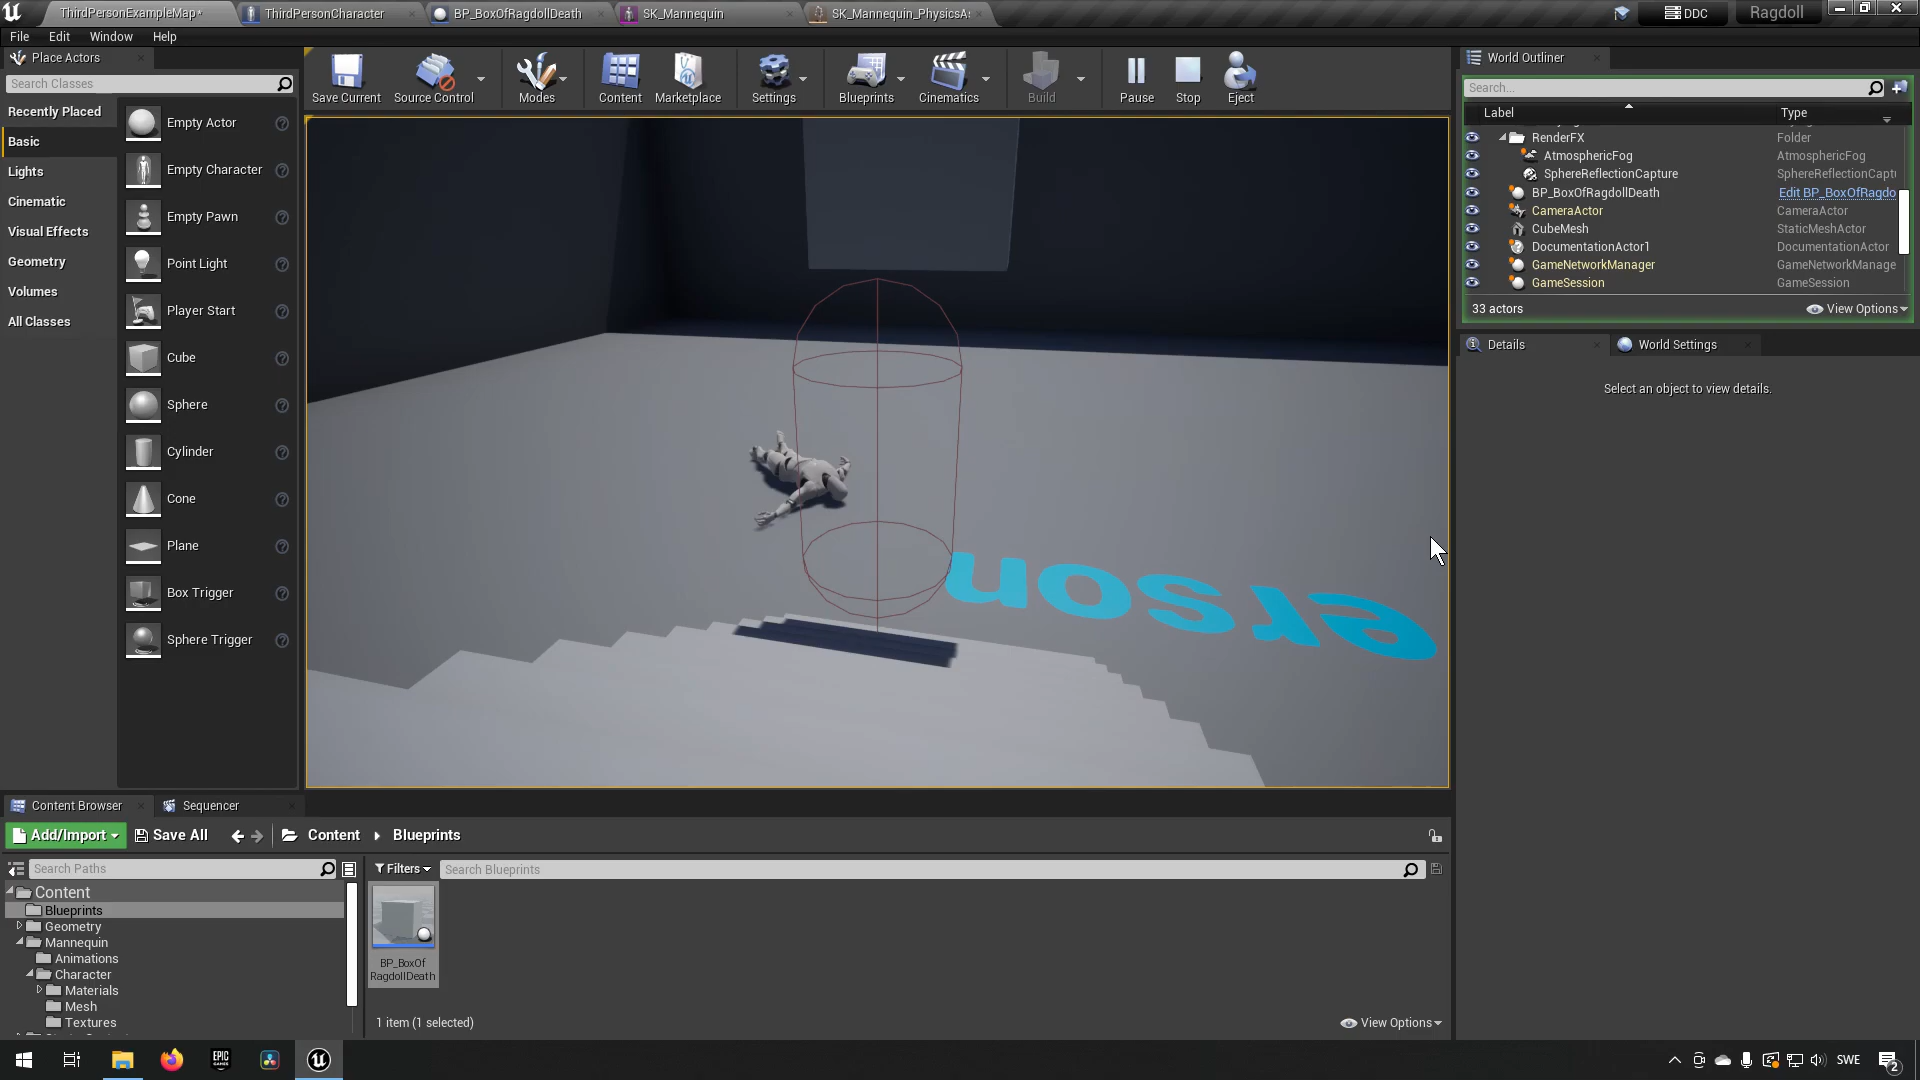 ThirdPersonExampleMap*
ThirdPersonCharacter
BP_BoxOfRagdollDeath
SK_Mannequin
SK_Mannequin_PhysicsAs
DDC
Ragdoll
File
Edit
Window
Help
Place Actors
Search Classes
Recently Placed
Basic
Lights
Cinematic
Visual Effects
Geometry
Volumes
All Classes
Empty Actor
Empty Character
Empty Pawn
Point Light
Player Start
Cube
Sphere
Cylinder
Cone
Plane
Box Trigger
Sphere Trigger
Save Current
Source Control
Modes
Content
Marketplace
Settings
Blueprints
Cinematics
Build
Pause
Stop
Eject
erson
World Outliner
Search...
Label
Type
RenderFX
Folder
AtmosphericFog
AtmosphericFog
SphereReflectionCapture
SphereReflectionCaptu
BP_BoxOfRagdollDeath
Edit BP_BoxOfRagdo
CameraActor
CameraActor
CubeMesh
StaticMeshActor
DocumentationActor1
DocumentationActor
GameNetworkManager
GameNetworkManage
GameSession
GameSession
33 actors
View Options
Details
World Settings
Select an object to view details.
Content Browser
Sequencer
Add/Import
Save All
Content
Blueprints
Search Paths
Content
Blueprints
Geometry
Mannequin
Animations
Character
Materials
Mesh
Textures
Filters
Search Blueprints
BP_BoxOf
RagdollDeath
1 item (1 selected)
View Options
EPIC
GAMES
SWE
2